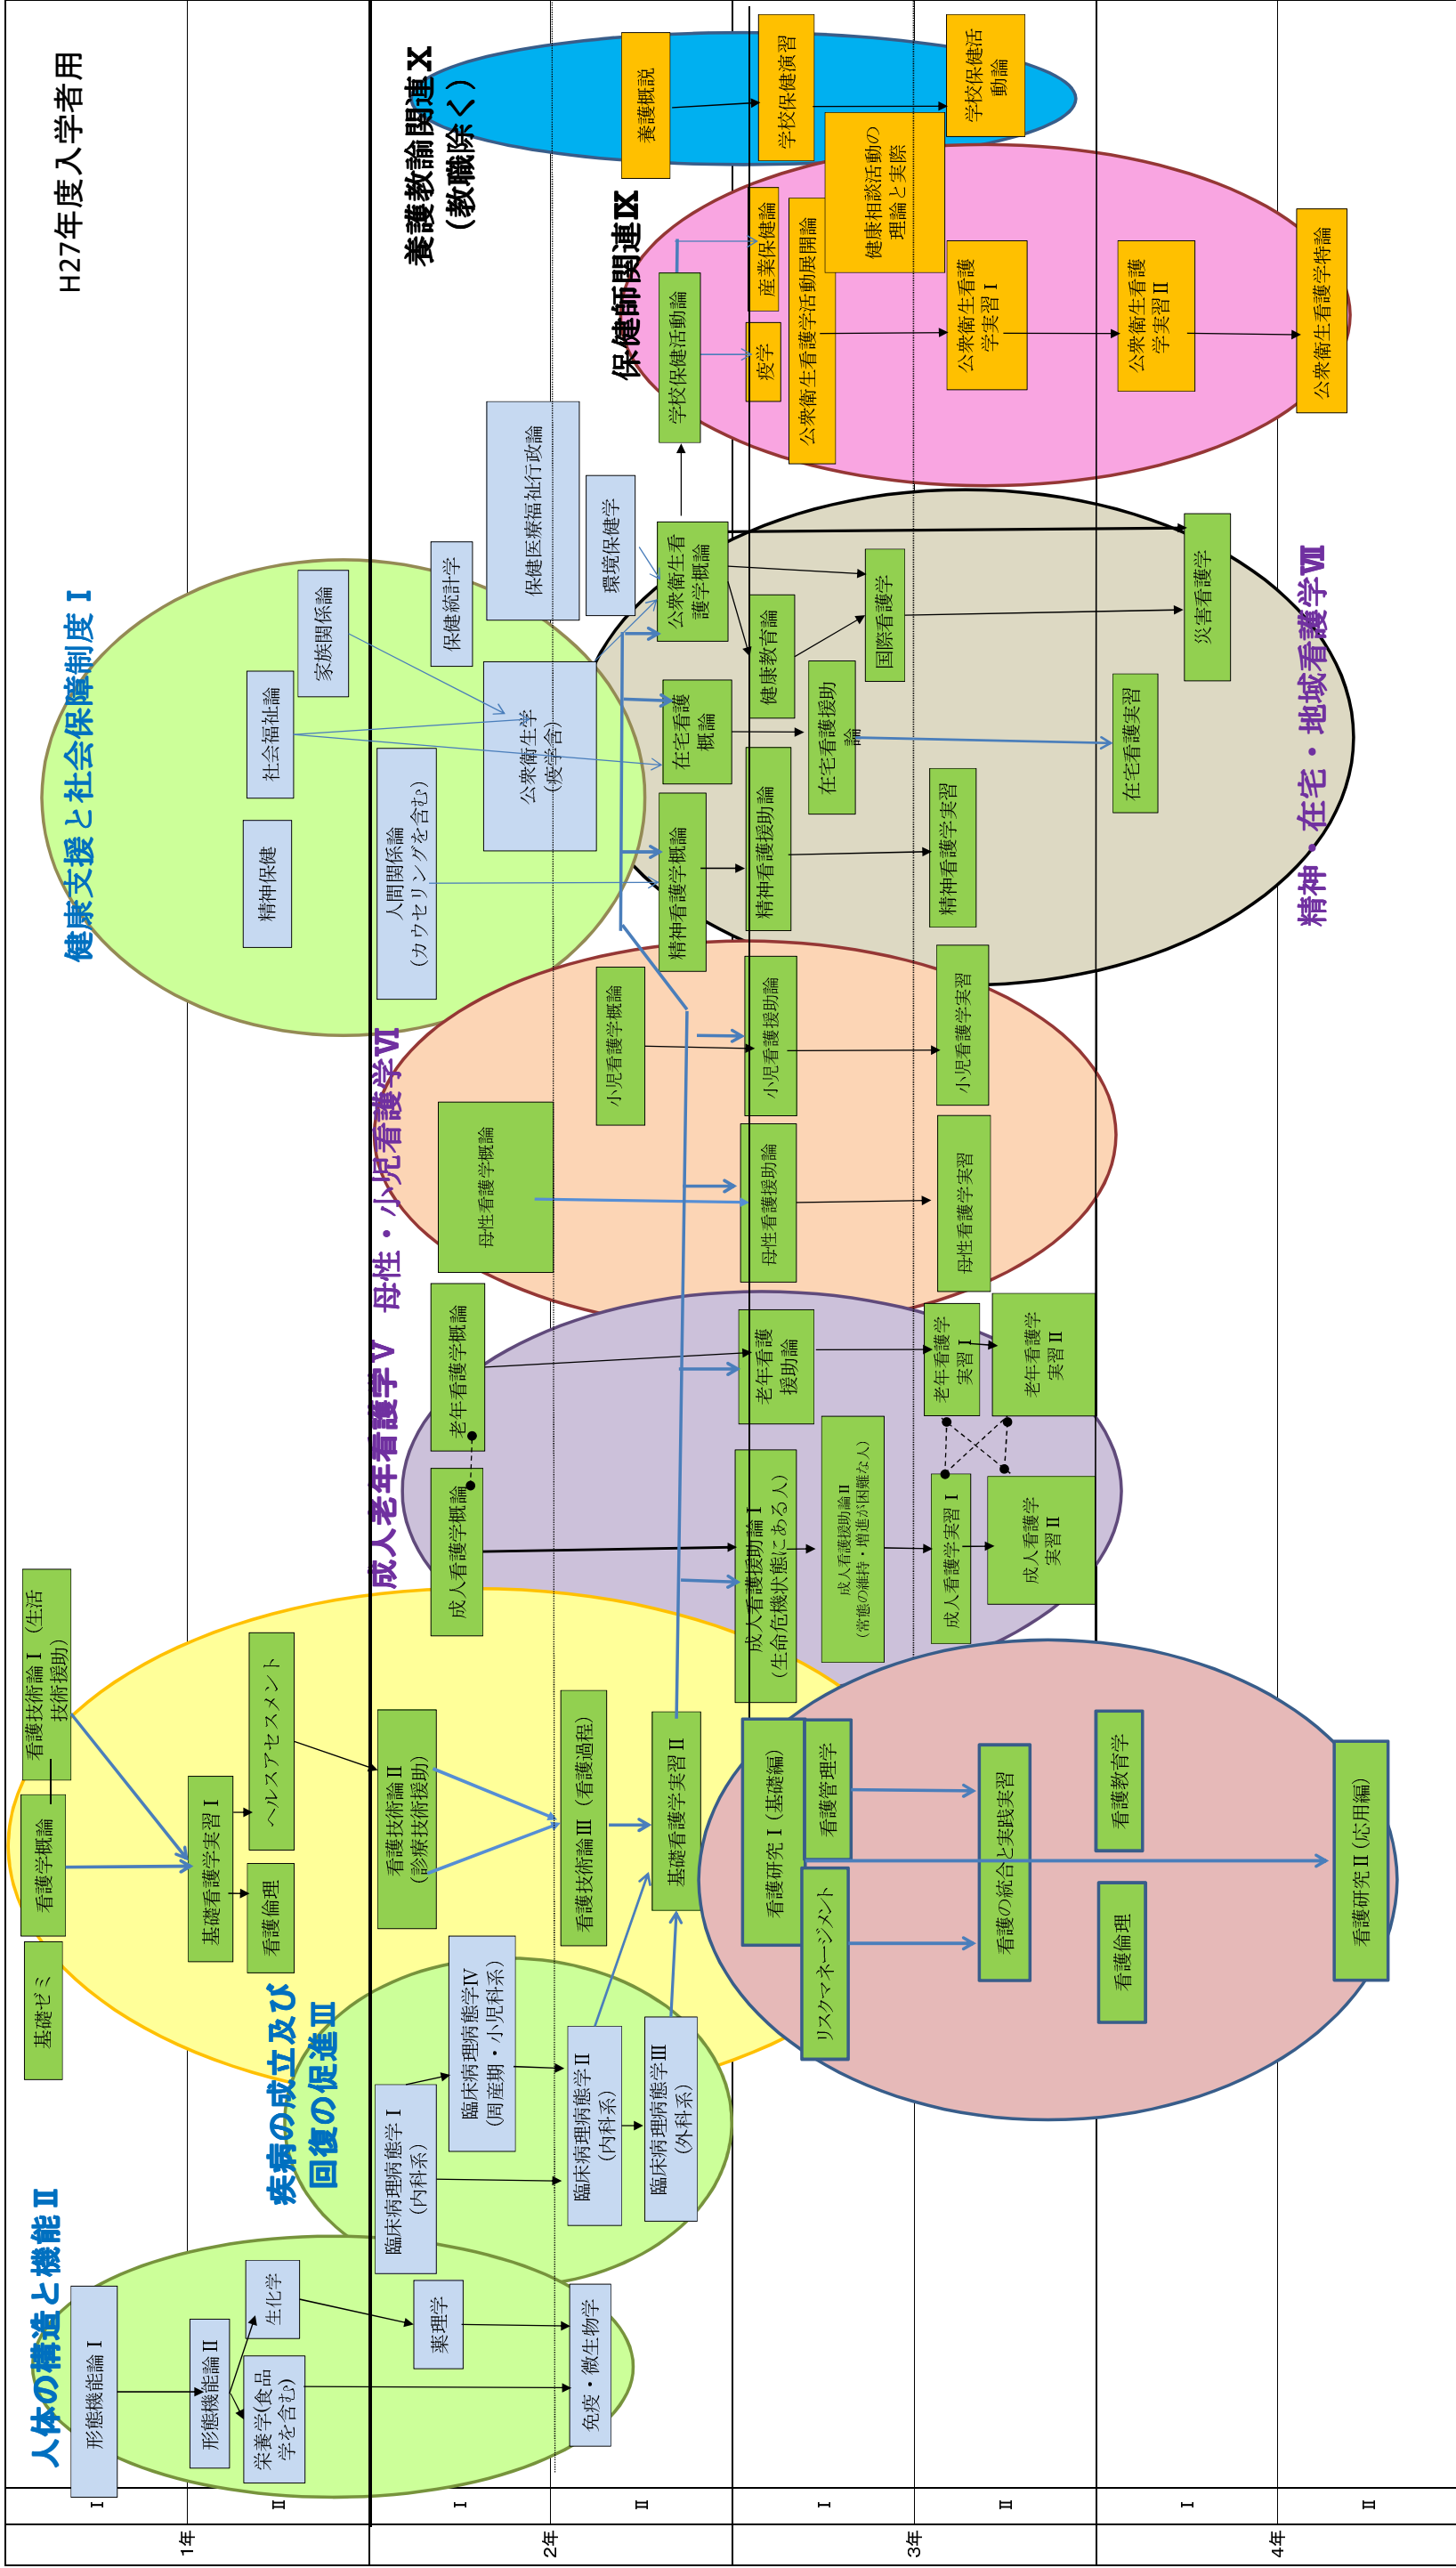 H27年度入学者用
人体の構造と機能Ⅱ
疾病の成立及び
回復の促進Ⅲ
成人老年看護学Ⅴ
母性・小児看護学Ⅵ
健康支援と社会保障制度Ⅰ
精神・在宅・地域看護学Ⅶ
保健師関連Ⅸ
養護教諭関連Ⅹ
（教職除く）
1年
Ⅰ
Ⅱ
2年
Ⅰ
Ⅱ
3年
Ⅰ
Ⅱ
4年
Ⅰ
Ⅱ
形態機能論Ⅰ
形態機能論Ⅱ
栄養学(食品
学を含む)
生化学
薬理学
免疫・微生物学
臨床病理病態学Ⅰ
（内科系）
臨床病理病態学Ⅳ
（周産期・小児科系）
臨床病理病態学Ⅱ
（内科系）
臨床病理病態学Ⅲ
（外科系）
基礎ゼミ
看護学概論
看護技術論Ⅰ（生活
技術援助）
基礎看護学実習Ⅰ
看護倫理
ヘルスアセスメント
看護技術論Ⅱ
（診療技術援助）
看護技術論Ⅲ（看護過程）
基礎看護学実習Ⅱ
看護研究Ⅰ（基礎編）
リスクマネージメント
看護管理学
看護の統合と実践実習
看護倫理
看護教育学
看護研究Ⅱ（応用編）
成人看護学概論
老年看護学概論
成人看護援助論Ⅰ
（生命危機状態にある人）
成人看護援助論Ⅱ
（常態の維持・増進が困難な人）
老年看護
援助論
成人看護学実習Ⅰ
成人看護学
実習Ⅱ
老年看護学
実習Ⅰ
老年看護学
実習Ⅱ
母性看護学概論
小児看護学概論
母性看護援助論
小児看護援助論
母性看護学実習
小児看護学実習
精神保健
社会福祉論
家族関係論
人間関係論
（カウセリングを含む）
保健統計学
公衆衛生学
（疫学含）
保健医療福祉行政論
環境保健学
精神看護学概論
在宅看護
概論
公衆衛生看
護学概論
精神看護援助論
健康教育論
在宅看護援助
論
国際看護学
精神看護学実習
在宅看護実習
災害看護学
学校保健活動論
疫学
産業保健論
公衆衛生看護学活動展開論
健康相談活動の
理論と実際
公衆衛生看護
学実習Ⅰ
公衆衛生看護
学実習Ⅱ
公衆衛生看護学特論
養護概説
学校保健演習
学校保健活
動論